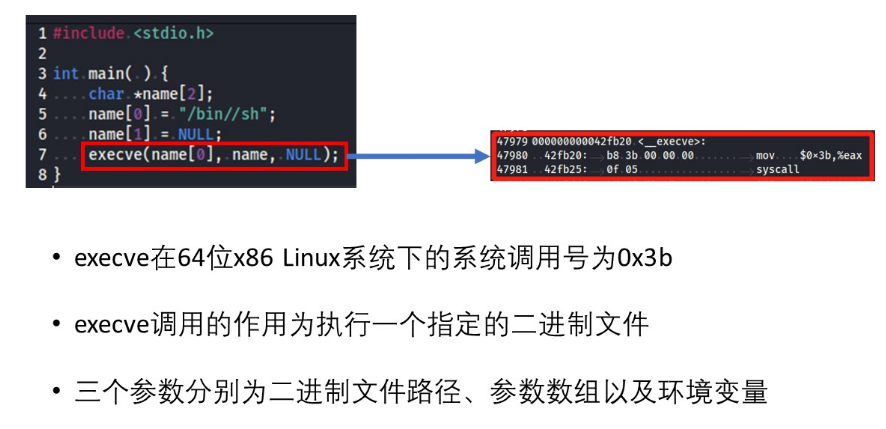 1 #include <stdio.h>
2
3 int main( ) {
4 char *name[2];
5 name[0] = "/bin//sh";
6 name[1] = NULL;
7 execve(name[0], name, NULL);
8 }
47979 000000000042fb20 <__execve>:
47980 42fb20: b8 3b 00 00 00 mov $0×3b,%eax
47981 42fb25: 0f 05 syscall
• execve在64位x86 Linux系统下的系统调用号为0x3b
• execve调用的作用为执行一个指定的二进制文件
• 三个参数分别为二进制文件路径、参数数组以及环境变量